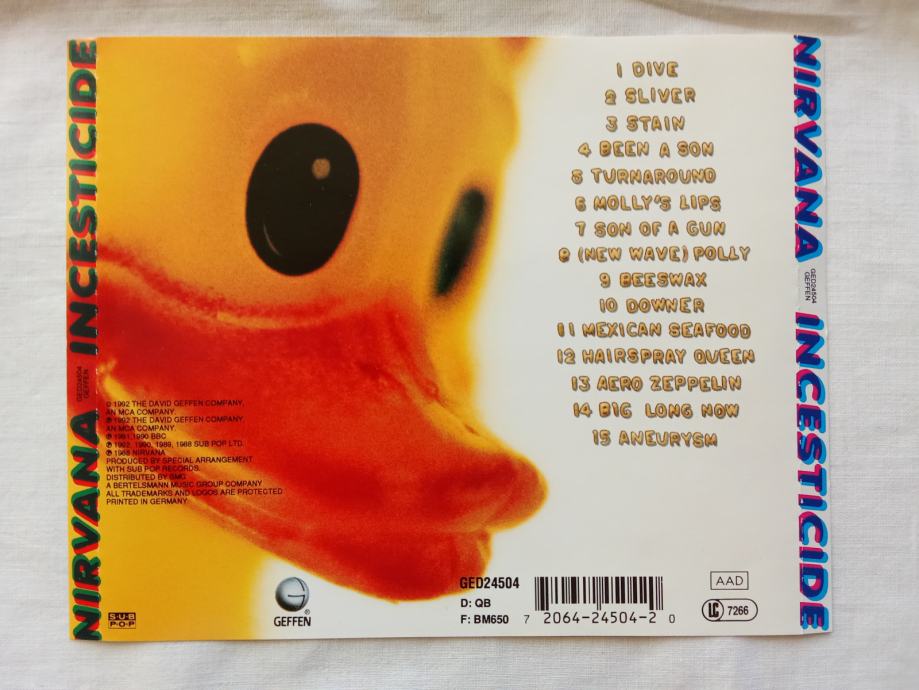 NIRVANA INCESTICIDE
GED24504
GEFFEN
1 DIVE
2 SLIVER
3 STAIN
4 BEEN A SON
5 TURNAROUND
6 MOLLY'S LIPS
7 SON OF A GUN
8 (NEW WAVE) POLLY
9 BEESWAX
10 DOWNER
11 MEXICAN SEAFOOD
12 HAIRSPRAY QUEEN
13 AERO ZEPPELIN
14 BIG LONG NOW
15 ANEURYSM
© 1992 THE DAVID GEFFEN COMPANY,
AN MCA COMPANY.
℗ 1992 THE DAVID GEFFEN COMPANY,
AN MCA COMPANY.
℗ 1991, 1990 BBC
℗ 1992, 1990, 1989, 1988 SUB POP LTD.
℗ 1988 NIRVANA
PRODUCED BY SPECIAL ARRANGEMENT
WITH SUB POP RECORDS.
DISTRIBUTED BY BMG
A BERTELSMANN MUSIC GROUP COMPANY
ALL TRADEMARKS AND LOGOS ARE PROTECTED
PRINTED IN GERMANY
SUB
POP
G
®
GEFFEN
GED24504
D: QB
F: BM650
7 2064-24504-2 0
AAD
LC 7266
NIRVANA INCESTICIDE
GED24504
GEFFEN